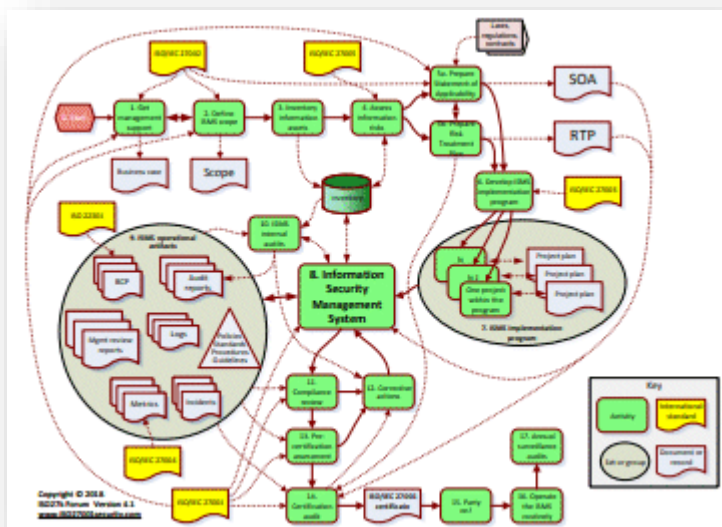 ISO/IEC 27002
ISO/IEC 27005
Laws,
regulations,
contracts
5a. Prepare
Statement of
Applicability
SOA
1. Get
management
support
2. Define
ISMS scope
3. Inventory
information
assets
4. Assess
information
risks
Prepare
Risk
Treatment
RTP
Business case
Scope
6. Develop ISMS
implementation
program
ISO/IEC 27003
Inventory
ISO 22301
10. ISMS
internal
audits
9. ISMS operational
artifacts
BCP
Audit
reports
8. Information
Security
Management
System
Project plan
Project plan
One project
within the
program
Project plan
7. ISMS implementation
program
Mgmt review
reports
Logs
Policies
Standards
Procedures
Guidelines
Metrics
Incidents
11.
Compliance
review
12. Corrective
actions
Key
Activity
International
standard
Set or group
Document or
record
13. Pre-
certification
assessment
17. Annual
surveillance
audits
ISO/IEC 27004
ISO/IEC 27001
14.
Certification
audit
ISO/IEC 27001
certificate
15. Party
on!
16. Operate
the ISMS
routinely
Copyright © 2018
ISO27k Forum Version 4.1
www.ISO27001security.com